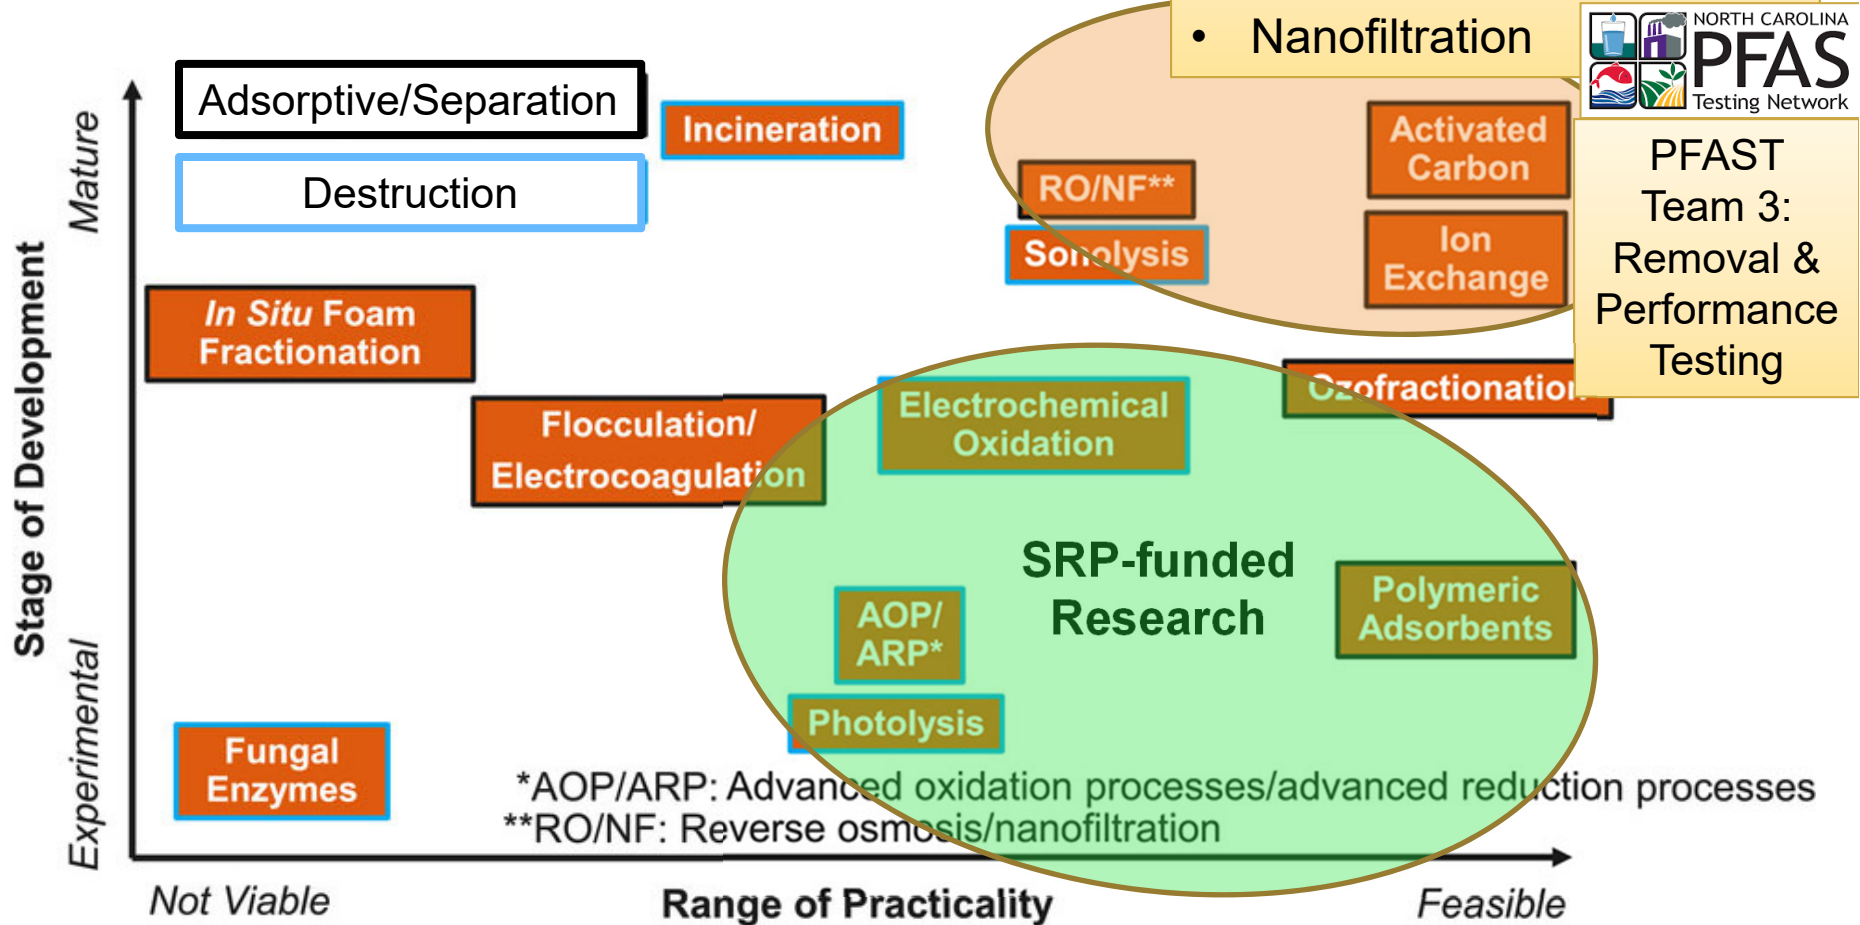 • Nanofiltration
NORTH CAROLINA
PFAS
Testing Network
PFAST
Team 3:
Removal &
Performance
Testing
Adsorptive/Separation
Destruction
Incineration
Activated
Carbon
RO/NF**
Sonolysis
Ion
Exchange
In Situ Foam
Fractionation
Flocculation/
Electrocoagulation
Electrochemical
Oxidation
Ozofractionation
SRP-funded
Research
AOP/
ARP*
Polymeric
Adsorbents
Photolysis
Fungal
Enzymes
*AOP/ARP: Advanced oxidation processes/advanced reduction processes
**RO/NF: Reverse osmosis/nanofiltration
Mature
Stage of Development
Experimental
Not Viable
Range of Practicality
Feasible